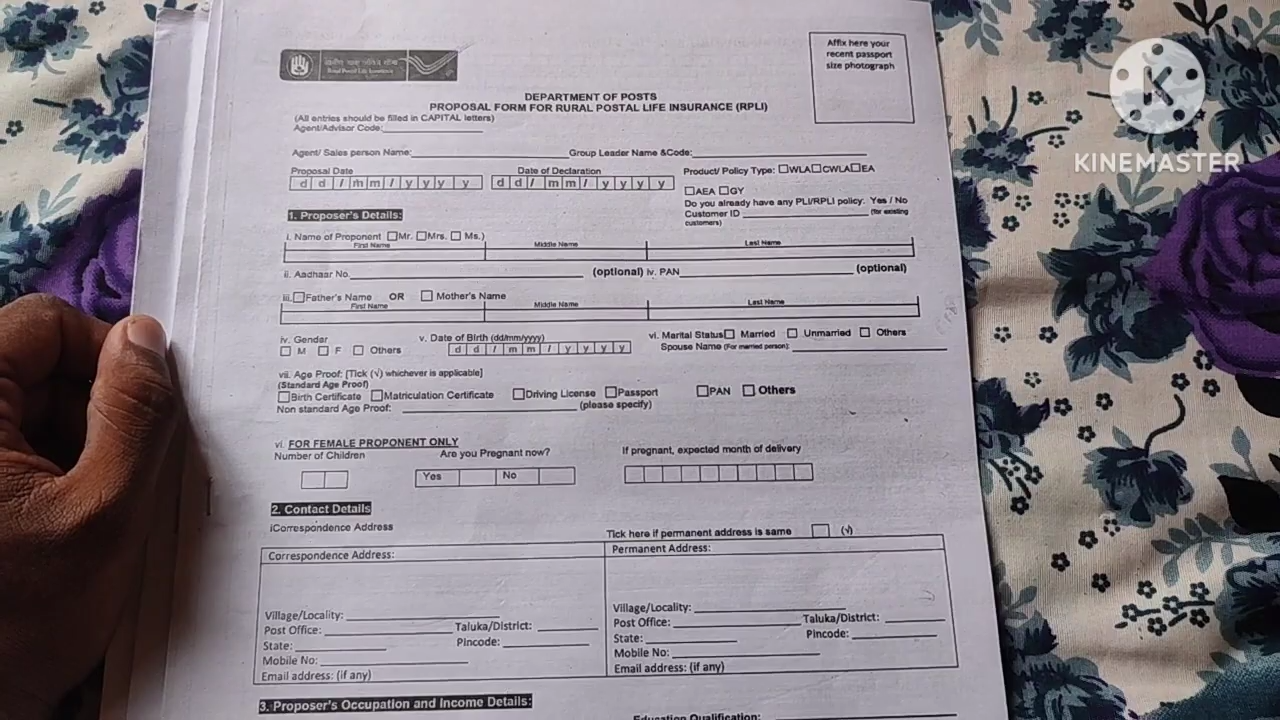 भारतीय डाक जीवन बीमा
Rural Postal Life Insurance
Affix here your
recent passport
size photograph
KINEMASTER
DEPARTMENT OF POSTS
PROPOSAL FORM FOR RURAL POSTAL LIFE INSURANCE (RPLI)
(All entries should be filled in CAPITAL letters)
Agent/Advisor Code:
Agent/ Sales person Name: Group Leader Name &Code:
Proposal Date Date of Declaration Product/ Policy Type: ☐WLA☐CWLA☐EA
d d / m m / y y y y d d / m m / y y y y
☐AEA ☐GY
Do you already have any PLI/RPLI policy. Yes / No
Customer ID (for existing
customers)
1. Proposer's Details:
i. Name of Proponent ☐Mr. ☐Mrs. ☐ Ms.)
First Name Middle Name Last Name
ii. Aadhaar No. (optional) iv. PAN (optional)
iii.☐Father's Name OR ☐ Mother's Name
First Name Middle Name Last Name
iv. Gender v. Date of Birth (dd/mm/yyyy) vi. Marital Status☐ Married ☐ Unmarried ☐ Others
☐ M ☐ F ☐ Others d d / m m / y y y y Spouse Name (For married person):
vii. Age Proof: [Tick (√) whichever is applicable]
(Standard Age Proof)
☐Birth Certificate ☐Matriculation Certificate ☐Driving License ☐Passport ☐PAN ☐ Others
Non standard Age Proof: (please specify)
vi. FOR FEMALE PROPONENT ONLY
Number of Children Are you Pregnant now? If pregnant, expected month of delivery
Yes No
2. Contact Details
iCorrespondence Address Tick here if permanent address is same ☐ (√)
Correspondence Address: Permanent Address:
Village/Locality: Village/Locality:
Post Office: Taluka/District: Post Office: Taluka/District:
State: Pincode: State: Pincode:
Mobile No: Mobile No:
Email address: (if any) Email address: (if any)
3. Proposer's Occupation and Income Details:
Education Qualification: